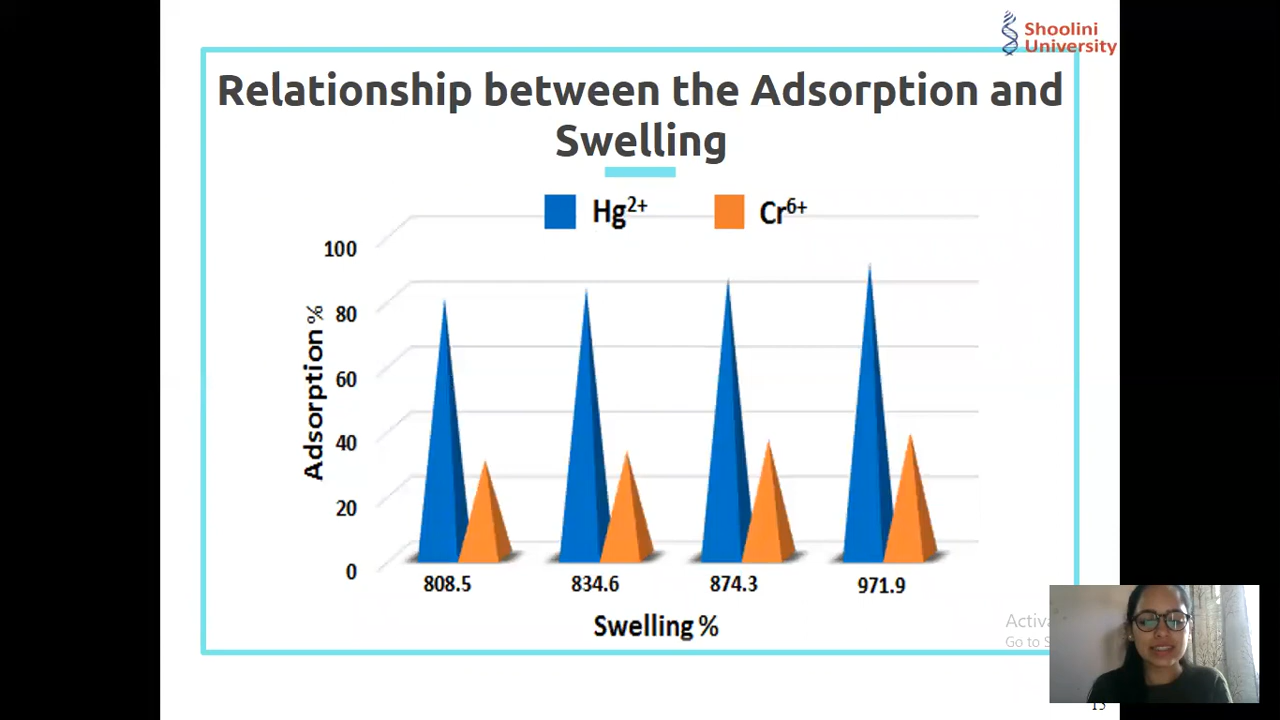 Shoolini
University
Relationship between the Adsorption and
Swelling
Hg2+ Cr6+
100
80
60
40
20
0
Adsorption %
808.5 834.6 874.3 971.9
Swelling %
Go to S
15